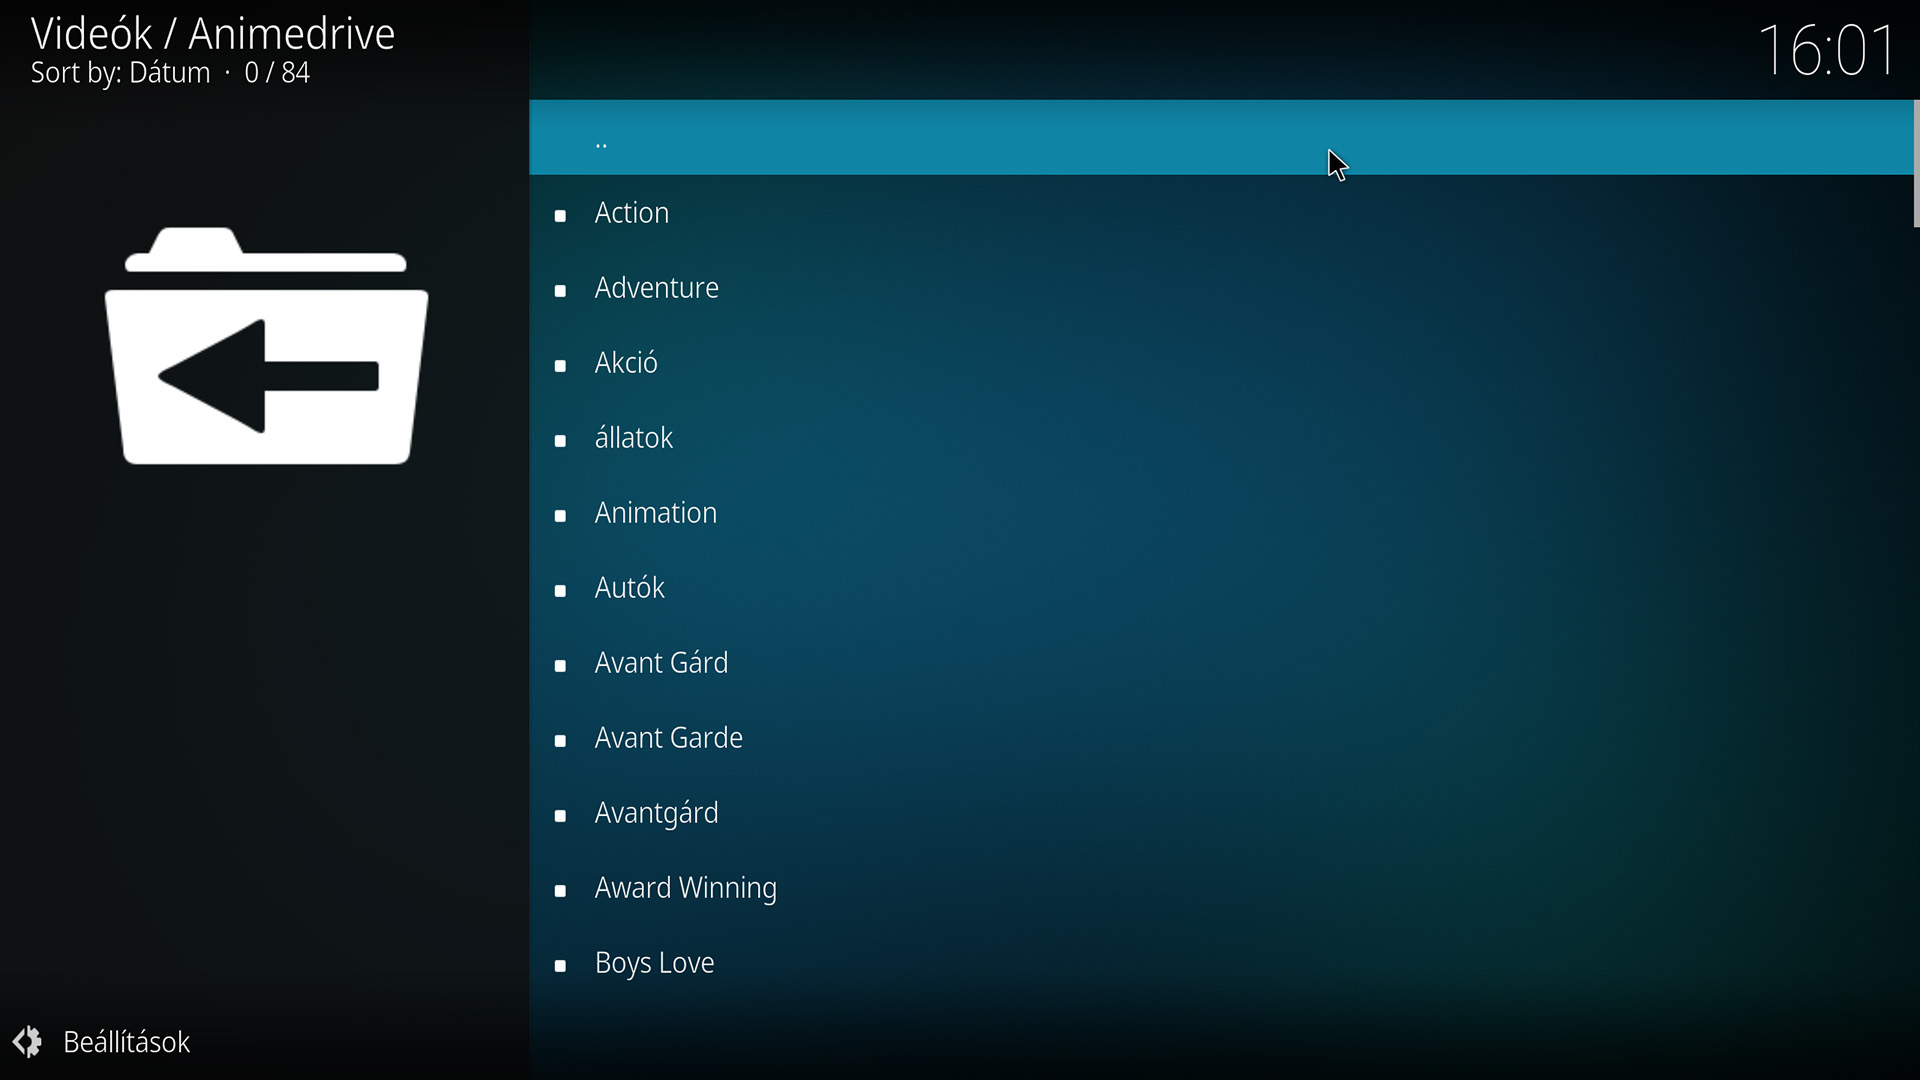 Videók / Animedrive
Sort by: Dátum · 0 / 84
16:01
..
Action
Adventure
Akció
állatok
Animation
Autók
Avant Gárd
Avant Garde
Avantgárd
Award Winning
Boys Love
Beállítások